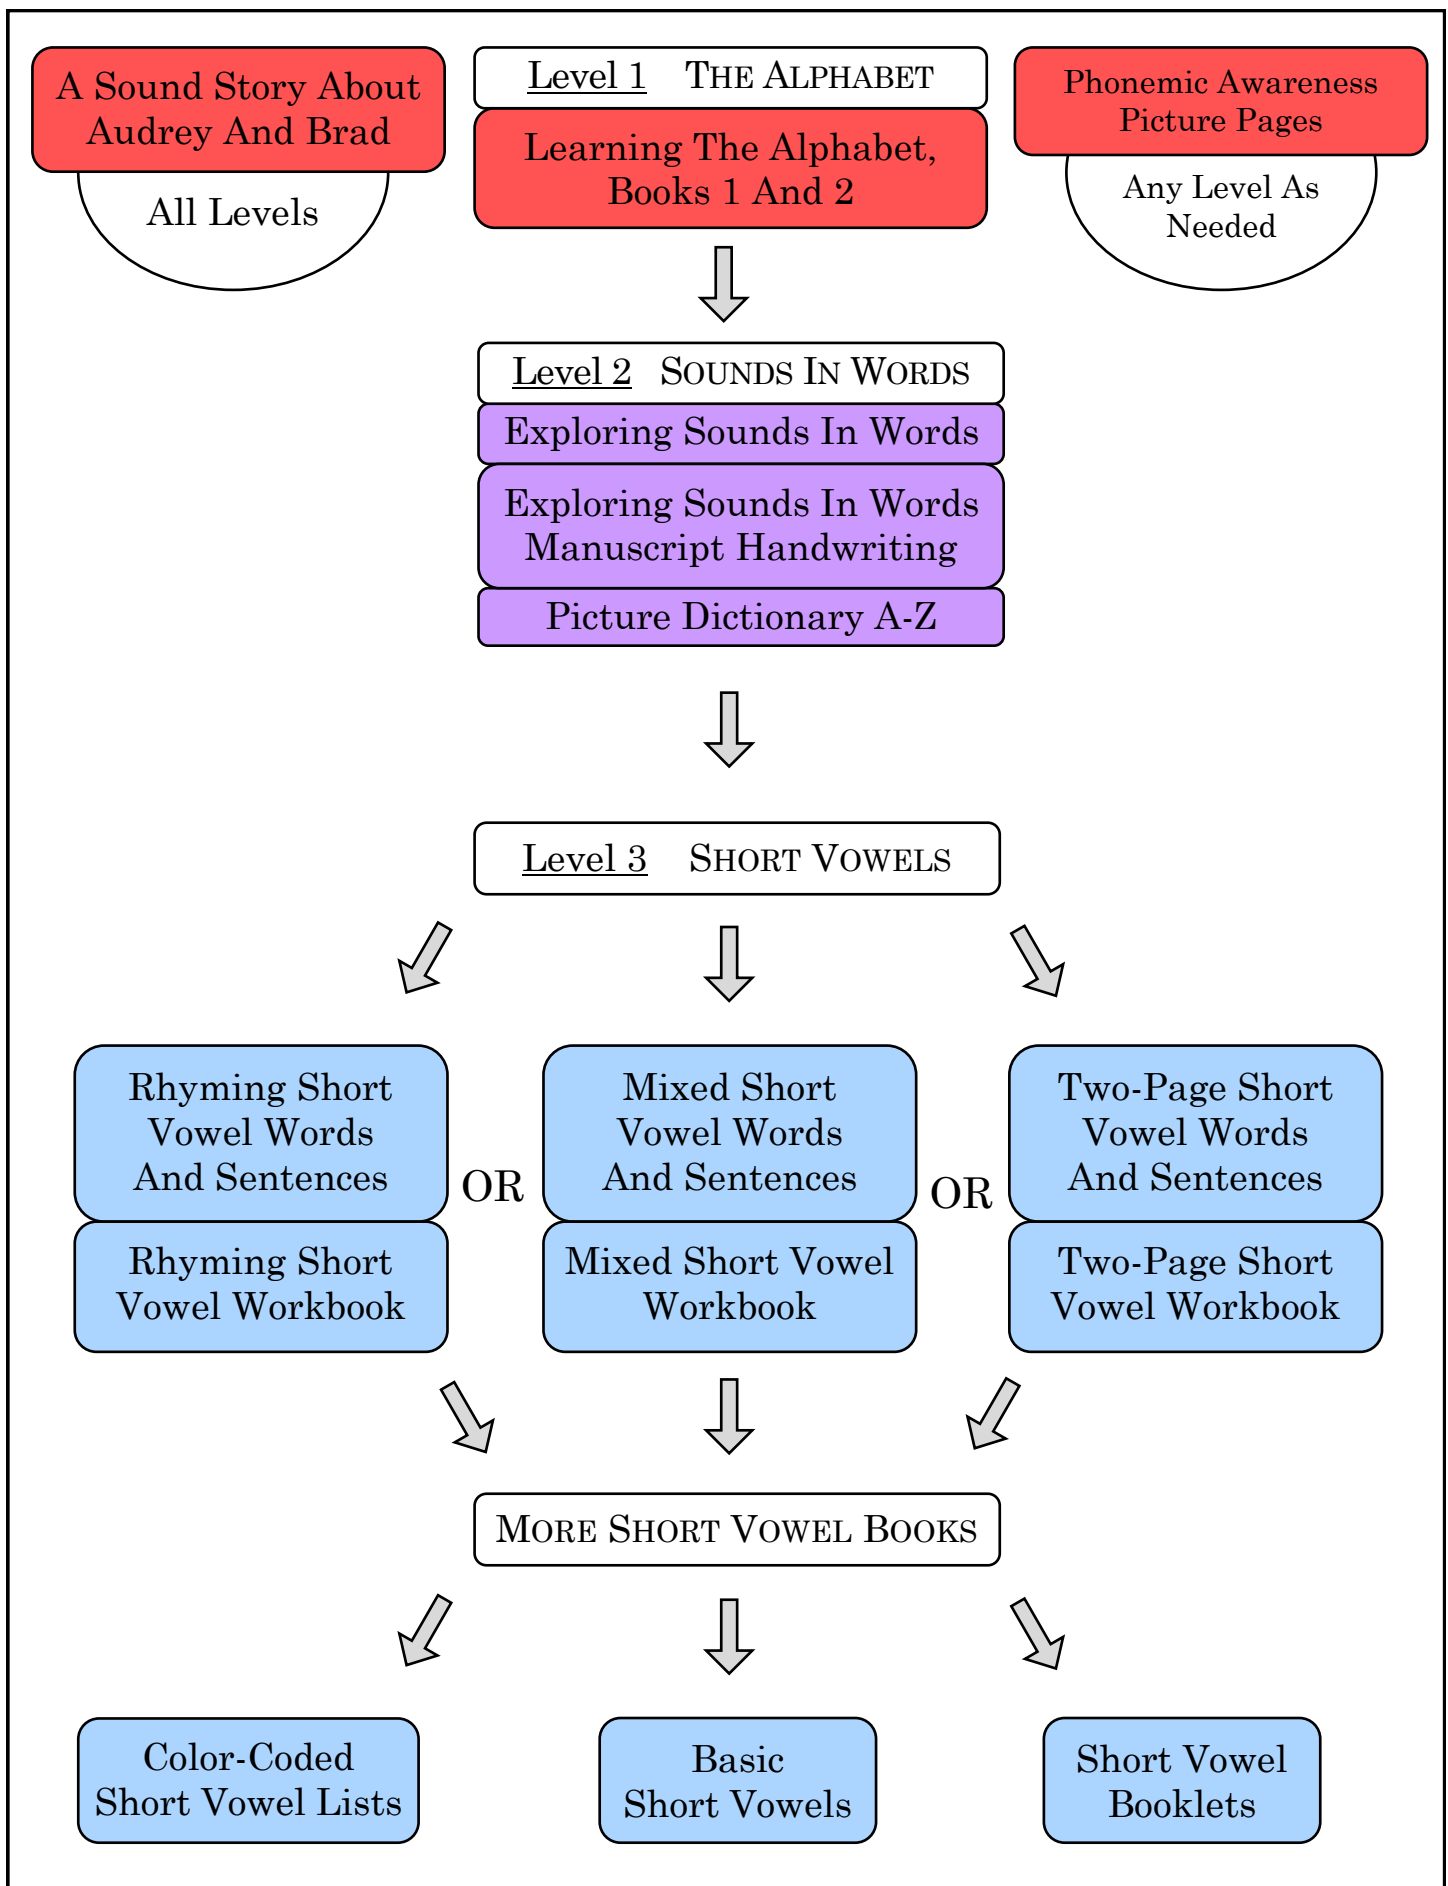 A Sound Story About
Audrey And Brad
All Levels
Level 1 THE ALPHABET
Learning The Alphabet,
Books 1 And 2
Phonemic Awareness
Picture Pages
Any Level As
Needed
Level 2 SOUNDS IN WORDS
Exploring Sounds In Words
Exploring Sounds In Words
Manuscript Handwriting
Picture Dictionary A-Z
Level 3 SHORT VOWELS
Rhyming Short
Vowel Words
And Sentences
Rhyming Short
Vowel Workbook
OR
Mixed Short
Vowel Words
And Sentences
Mixed Short Vowel
Workbook
OR
Two-Page Short
Vowel Words
And Sentences
Two-Page Short
Vowel Workbook
MORE SHORT VOWEL BOOKS
Color-Coded
Short Vowel Lists
Basic
Short Vowels
Short Vowel
Booklets